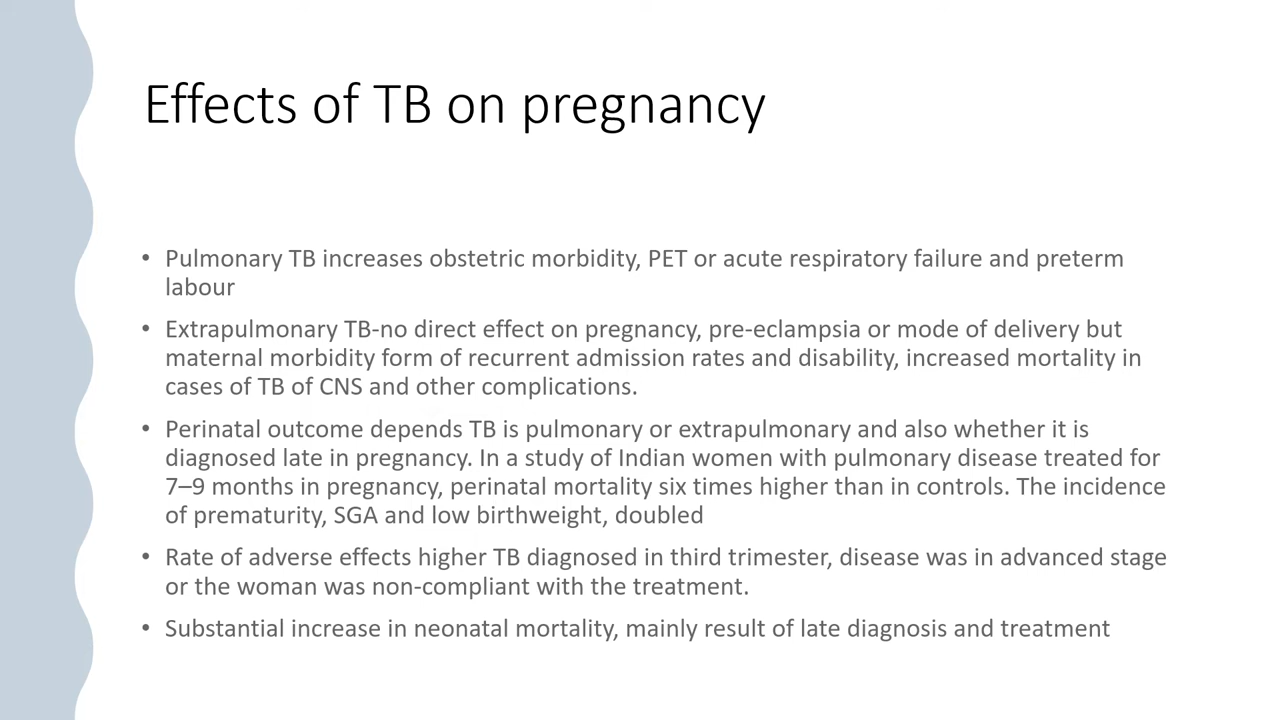 Effects of TB on pregnancy
• Pulmonary TB increases obstetric morbidity, PET or acute respiratory failure and preterm
labour
• Extrapulmonary TB-no direct effect on pregnancy, pre-eclampsia or mode of delivery but
maternal morbidity form of recurrent admission rates and disability, increased mortality in
cases of TB of CNS and other complications.
• Perinatal outcome depends TB is pulmonary or extrapulmonary and also whether it is
diagnosed late in pregnancy. In a study of Indian women with pulmonary disease treated for
7–9 months in pregnancy, perinatal mortality six times higher than in controls. The incidence
of prematurity, SGA and low birthweight, doubled
• Rate of adverse effects higher TB diagnosed in third trimester, disease was in advanced stage
or the woman was non-compliant with the treatment.
• Substantial increase in neonatal mortality, mainly result of late diagnosis and treatment